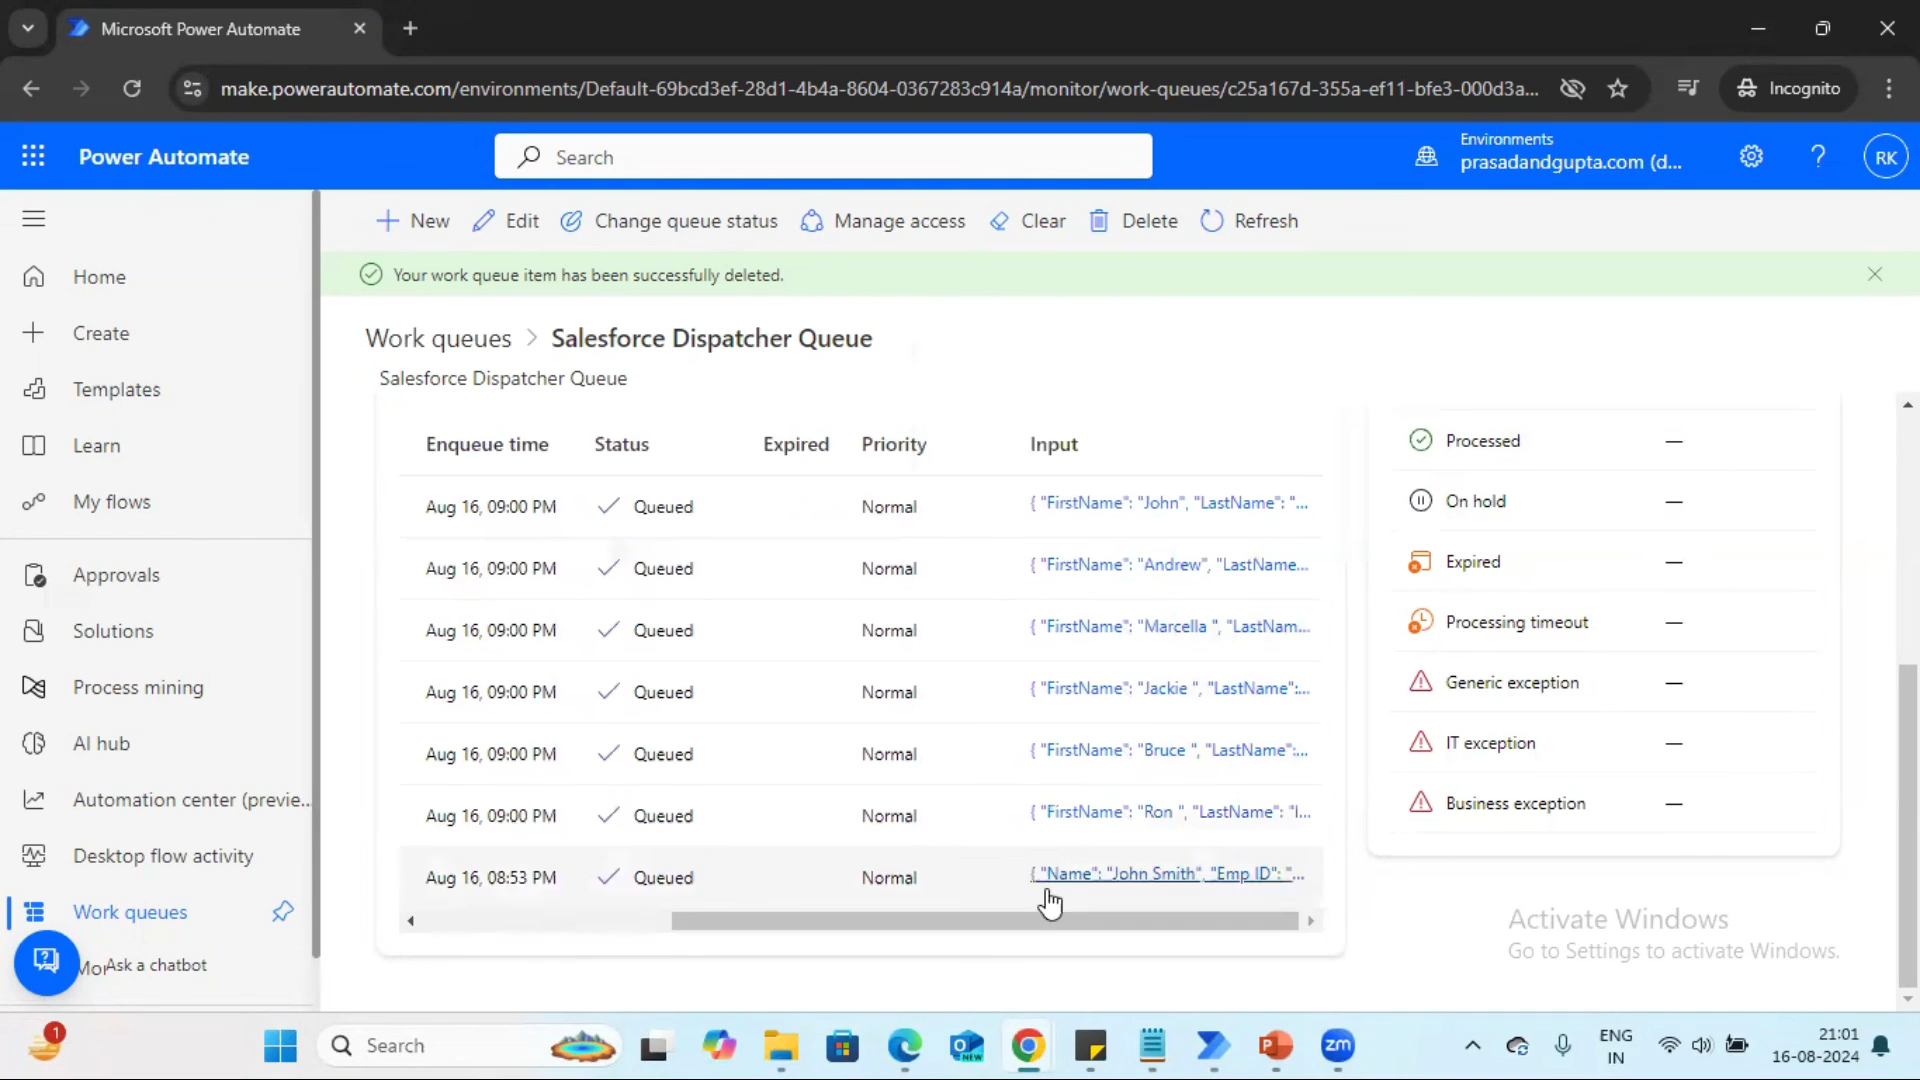 Microsoft Power Automate
make.powerautomate.com/environments/Default-69bcd3ef-28d1-4b4a-8604-0367283c914a/monitor/work-queues/c25a167d-355a-ef11-bfe3-000d3a...
Incognito
Power Automate
Search
Environments
prasadandgupta.com (d...
RK
New
Edit
Change queue status
Manage access
Clear
Delete
Refresh
Your work queue item has been successfully deleted.
Home
Create
Templates
Learn
My flows
Approvals
Solutions
Process mining
AI hub
Automation center (previe...
Desktop flow activity
Work queues
Ask a chatbot
Work queues > Salesforce Dispatcher Queue
Salesforce Dispatcher Queue
Enqueue time Status Expired Priority Input
Aug 16, 09:00 PM Queued Normal { "FirstName": "John", "LastName": "...
Aug 16, 09:00 PM Queued Normal { "FirstName": "Andrew", "LastName...
Aug 16, 09:00 PM Queued Normal { "FirstName": "Marcella ", "LastNam...
Aug 16, 09:00 PM Queued Normal { "FirstName": "Jackie ", "LastName":...
Aug 16, 09:00 PM Queued Normal { "FirstName": "Bruce ", "LastName":...
Aug 16, 09:00 PM Queued Normal { "FirstName": "Ron ", "LastName": "I...
Aug 16, 08:53 PM Queued Normal { "Name": "John Smith", "Emp ID": "...
Processed —
On hold —
Expired —
Processing timeout —
Generic exception —
IT exception —
Business exception —
Activate Windows
Go to Settings to activate Windows.
1
Search
NEW
P
zm
ENG
IN
21:01
16-08-2024